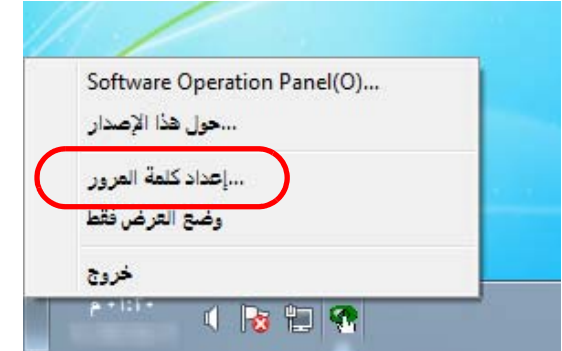 Software Operation Panel(O)...
حول هذا الإصدار...
إعداد كلمة المرور...
وضع العرض فقط
خروج